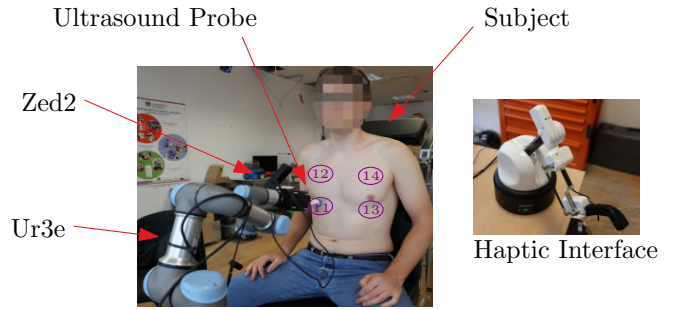 Ultrasound Probe
Subject
Zed2
12
14
11
13
Ur3e
Haptic Interface